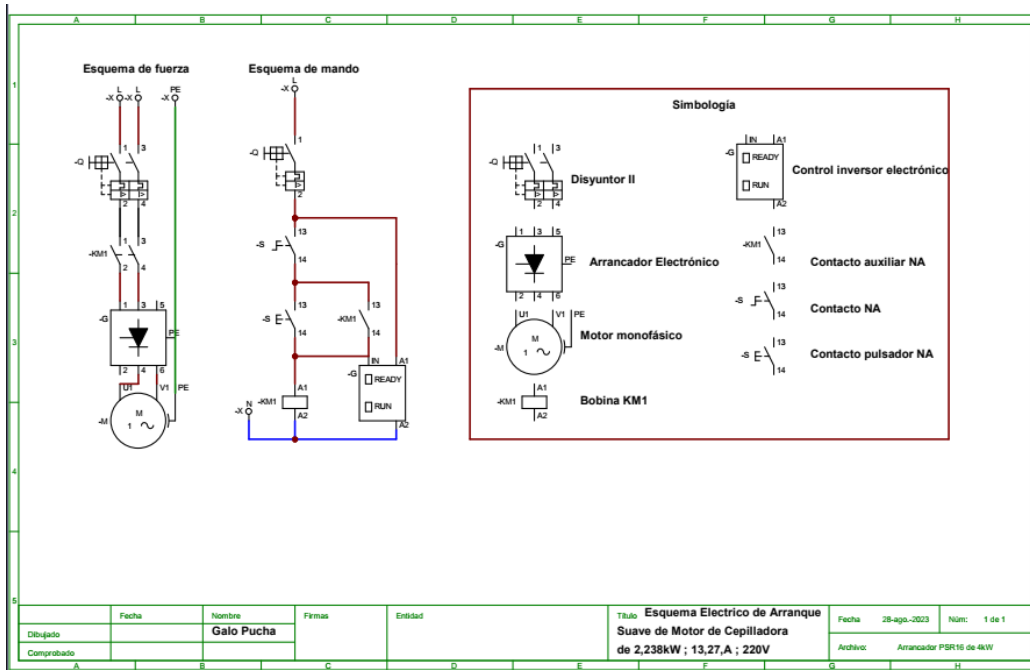 A B C D E F G H
1
2
3
4
5
Esquema de fuerza
L L PE
-X -X -X
1 3
-Q
2 4
1 3
-KM1
2 4
1 3 5
-G
PE
2 4 6
U1 V1 PE
-M
M
1
Esquema de mando
L
-X
1
-Q
2
13
-S
14
13 13
-S -KM1
14 14
IN A1
-G
READY
RUN
A2
A1
-KM1
A2
N
-X
Simbología
1 3
-Q
Disyuntor II
2 4
1 3 5
-G
Arrancador Electrónico
PE
2 4 6
U1 V1 PE
Motor monofásico
-M
M
1
A1
-KM1
Bobina KM1
A2
IN A1
-G
READY
Control inversor electrónico
RUN
A2
13
-KM1
Contacto auxiliar NA
14
13
-S
Contacto NA
14
13
-S
Contacto pulsador NA
14
Fecha Nombre Firmas Entidad
Dibujado Galo Pucha
Comprobado
Título Esquema Electrico de Arranque
Suave de Motor de Cepilladora
de 2,238kW ; 13,27,A ; 220V
Fecha 28-ago.-2023 Núm: 1 de 1
Archivo: Arrancador PSR16 de 4kW
A B C D E F G H